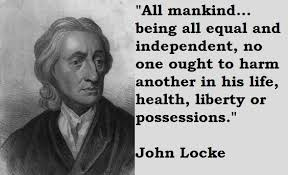 "All mankind...
being all equal and
independent, no
one ought to harm
another in his life,
health, liberty or
possessions."
John Locke